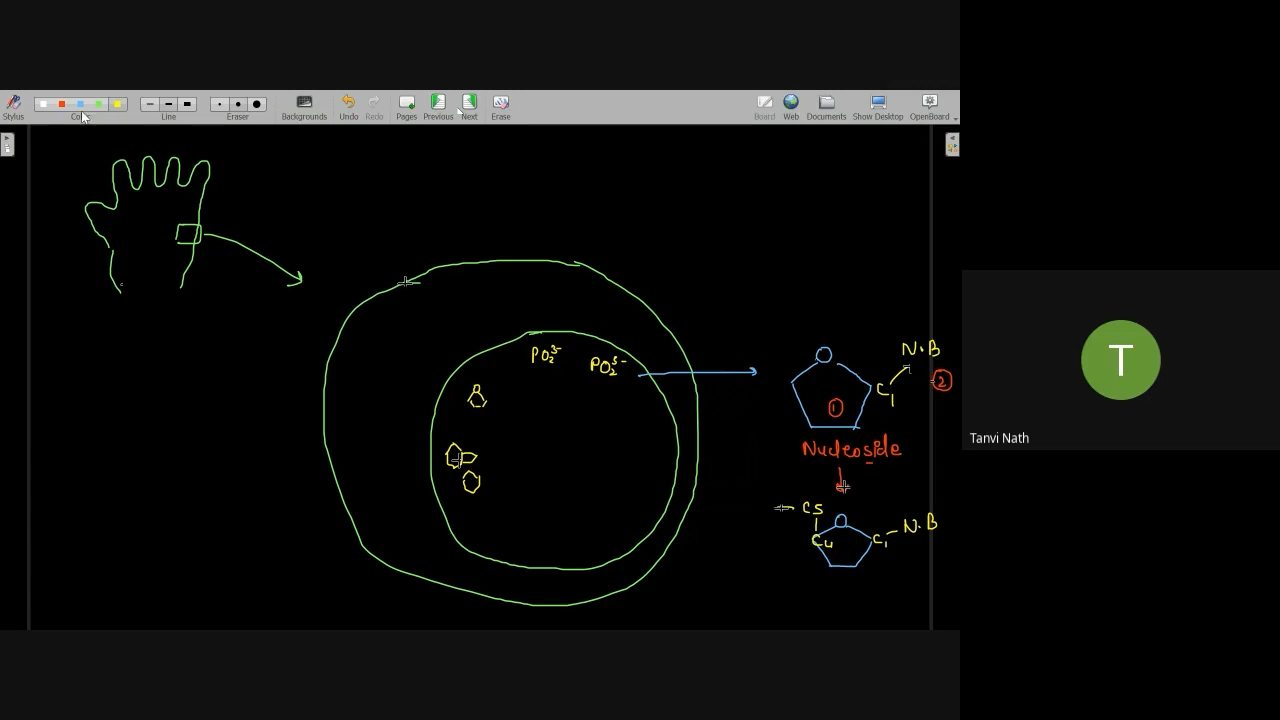 Stylus Color Line Eraser Backgrounds Undo Redo Pages Previous Next Erase Board Web Documents Show Desktop OpenBoard
PO₂³⁻ PO₂³⁻
O N.B
C₁ ②
①
Nucleoside
C5 O N.B
C4 C₁
T
Tanvi Nath